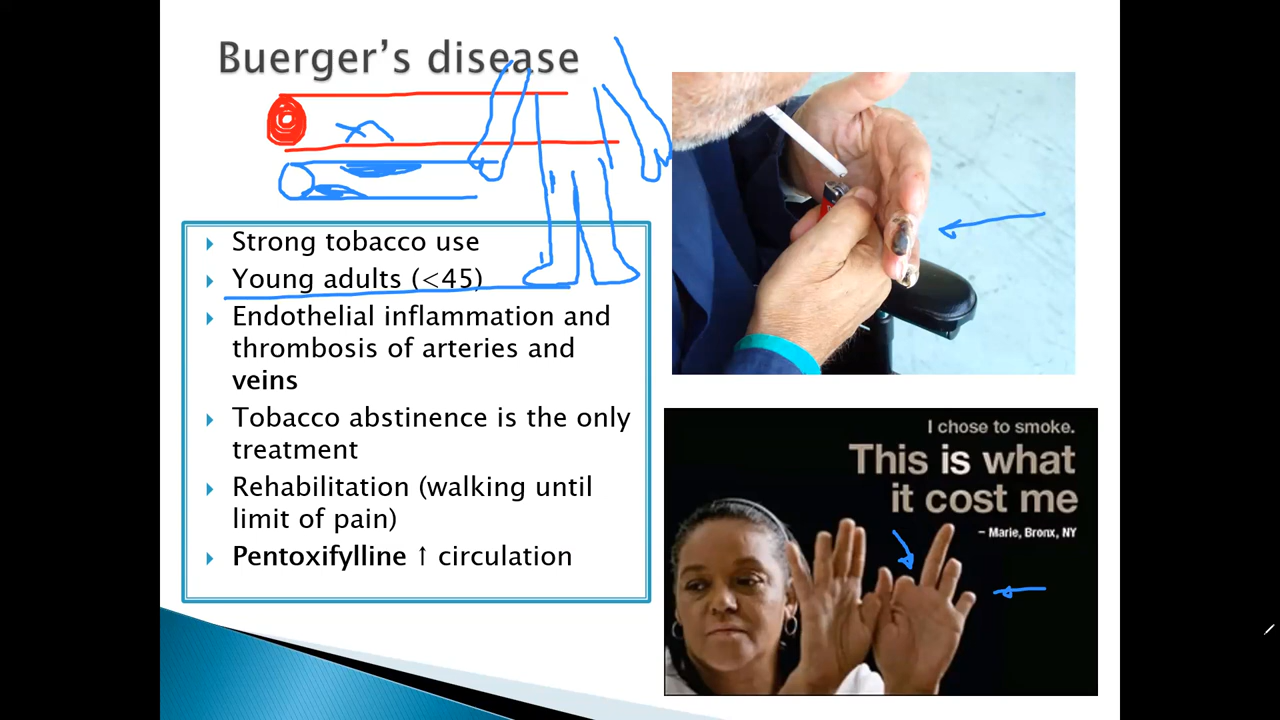 Buerger's disease
Strong tobacco use
Young adults (<45)
Endothelial inflammation and
thrombosis of arteries and
veins
Tobacco abstinence is the only
treatment
Rehabilitation (walking until
limit of pain)
Pentoxifylline ↑ circulation
I chose to smoke.
This is what
it cost me
– Marie, Bronx, NY